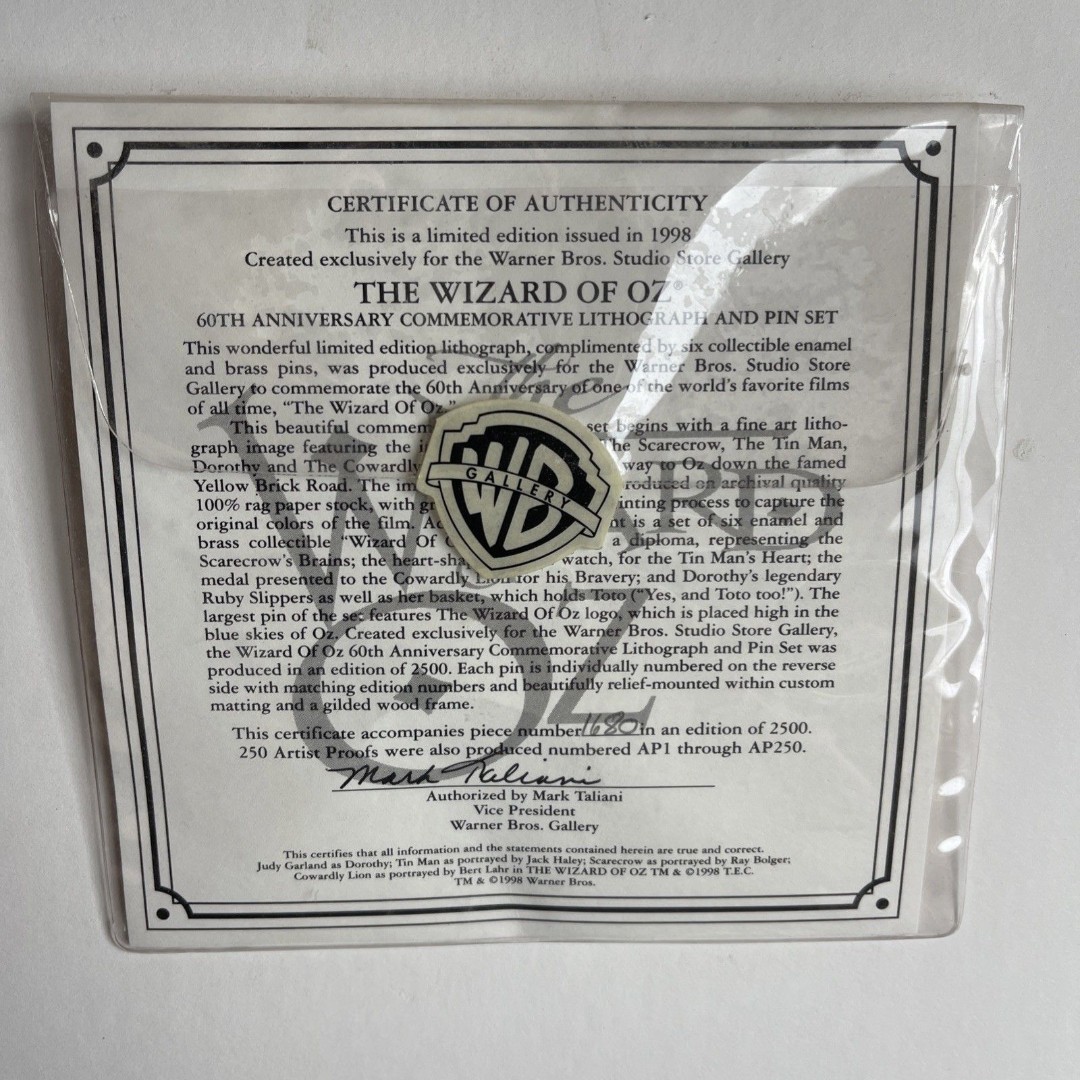 CERTIFICATE OF AUTHENTICITY
This is a limited edition issued in 1998
Created exclusively for the Warner Bros. Studio Store Gallery
THE WIZARD OF OZ®
60TH ANNIVERSARY COMMEMORATIVE LITHOGRAPH AND PIN SET
This wonderful limited edition lithograph, complimented by six collectible enamel
and brass pins, was produced exclusively for the Warner Bros. Studio Store
Gallery to commemorate the 60th Anniversary of one of the world's favorite films
of all time, "The Wizard Of Oz."
This beautiful commem set begins with a fine art litho-
graph image featuring the The Scarecrow, The Tin Man,
Dorothy and The Cowardly way to Oz down the famed
Yellow Brick Road. The im roduced on archival quality
100% rag paper stock, with gr inting process to capture the
original colors of the film. is a set of six enamel and
brass collectible "Wizard Of a diploma, representing the
Scarecrow's Brains; the heart-sha watch, for the Tin Man's Heart; the
medal presented to the Cowardly Lion for his Bravery; and Dorothy's legendary
Ruby Slippers as well as her basket, which holds Toto ("Yes, and Toto too!"). The
largest pin of the set features The Wizard Of Oz logo, which is placed high in the
blue skies of Oz. Created exclusively for the Warner Bros. Studio Store Gallery,
the Wizard Of Oz 60th Anniversary Commemorative Lithograph and Pin Set was
produced in an edition of 2500. Each pin is individually numbered on the reverse
side with matching edition numbers and beautifully relief-mounted within custom
matting and a gilded wood frame.
This certificate accompanies piece number 1680 in an edition of 2500.
250 Artist Proofs were also produced numbered AP1 through AP250.
Mark Taliani
Authorized by Mark Taliani
Vice President
Warner Bros. Gallery
This certifies that all information and the statements contained herein are true and correct.
Judy Garland as Dorothy; Tin Man as portrayed by Jack Haley; Scarecrow as portrayed by Ray Bolger;
Cowardly Lion as portrayed by Bert Lahr in THE WIZARD OF OZ TM & ©1998 T.E.C.
TM & ©1998 Warner Bros.
WB
GALLERY
The
WIZARD
OF
OZ